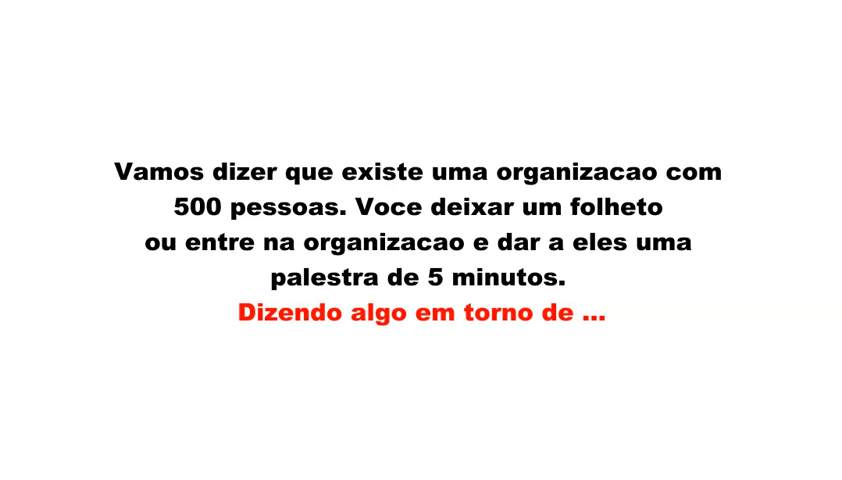 Vamos dizer que existe uma organizacao com
500 pessoas. Voce deixar um folheto
ou entre na organizacao e dar a eles uma
palestra de 5 minutos.
Dizendo algo em torno de ...